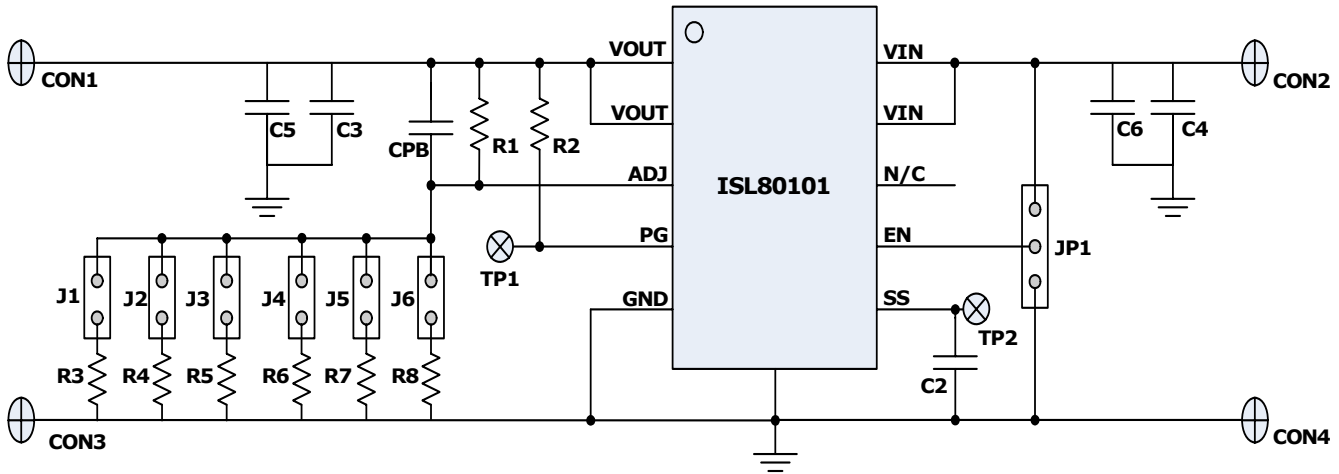 VOUT
VIN
CON1
CON2
C5
C3
CPB
R1
R2
VOUT
VIN
C6
C4
ADJ
ISL80101
N/C
PG
EN
JP1
TP1
J1
J2
J3
J4
J5
J6
GND
SS
TP2
R3
R4
R5
R6
R7
R8
C2
CON3
CON4